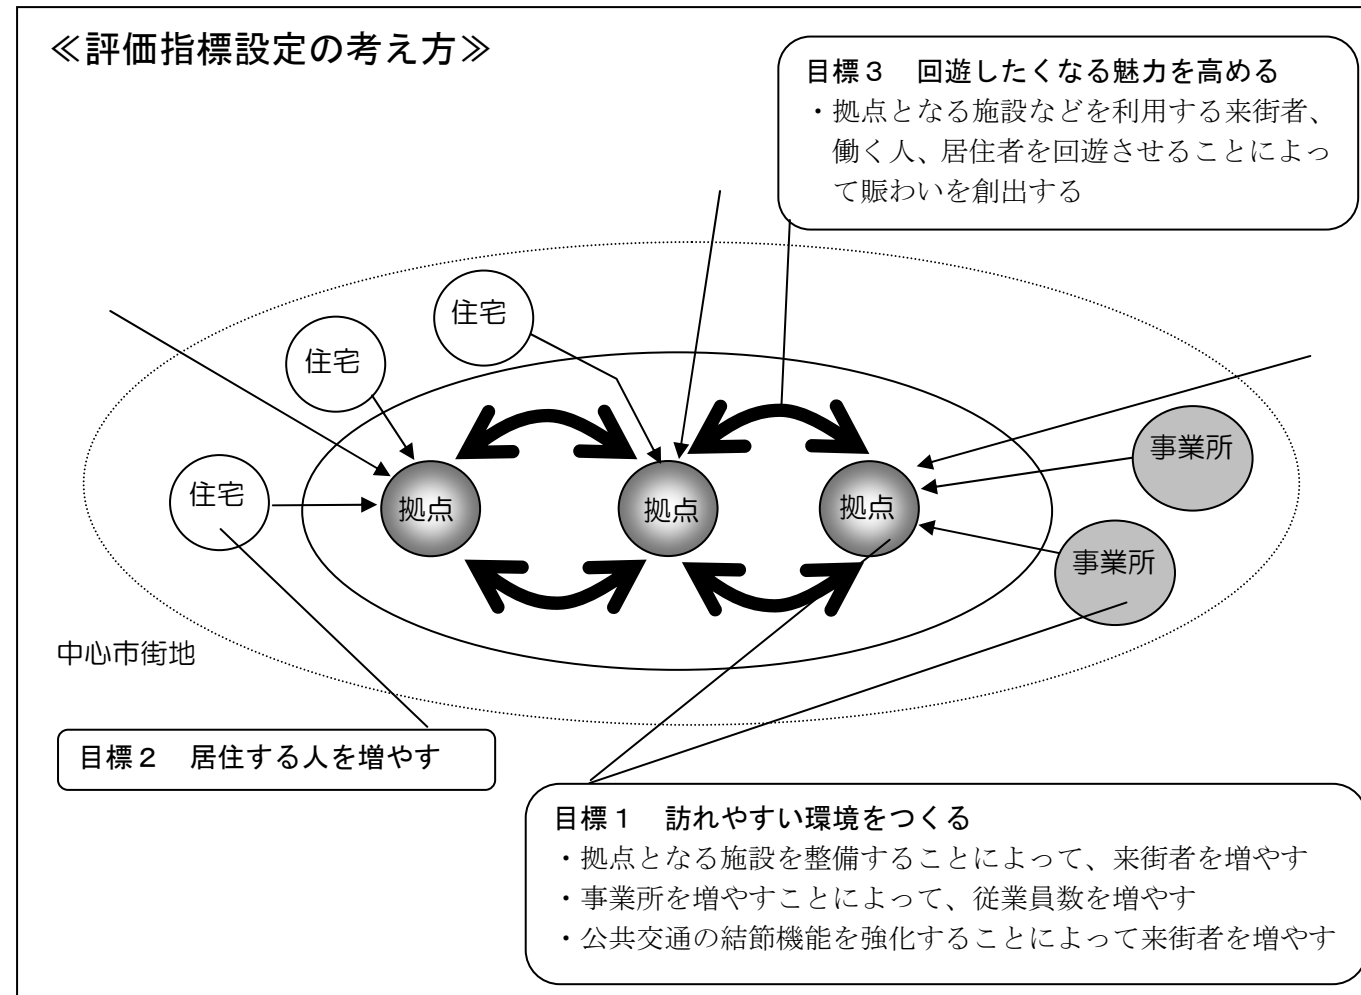 ≪評価指標設定の考え方≫
目標３　回遊したくなる魅力を高める
・拠点となる施設などを利用する来街者、
働く人、居住者を回遊させることによっ
て賑わいを創出する
住宅
住宅
住宅
拠点
拠点
拠点
事業所
事業所
中心市街地
目標２　居住する人を増やす
目標１　訪れやすい環境をつくる
・拠点となる施設を整備することによって、来街者を増やす
・事業所を増やすことによって、従業員数を増やす
・公共交通の結節機能を強化することによって来街者を増やす